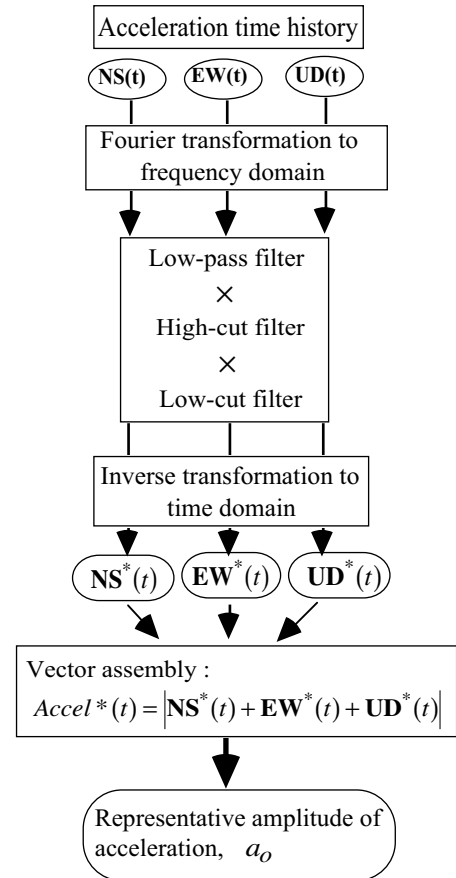 Acceleration time history
NS(t) EW(t) UD(t)
Fourier transformation to
frequency domain
Low-pass filter
×
High-cut filter
×
Low-cut filter
Inverse transformation to
time domain
NS*(t) EW*(t) UD*(t)
Vector assembly :
Accel*(t) = |NS*(t) + EW*(t) + UD*(t)|
Representative amplitude of
acceleration, a_o